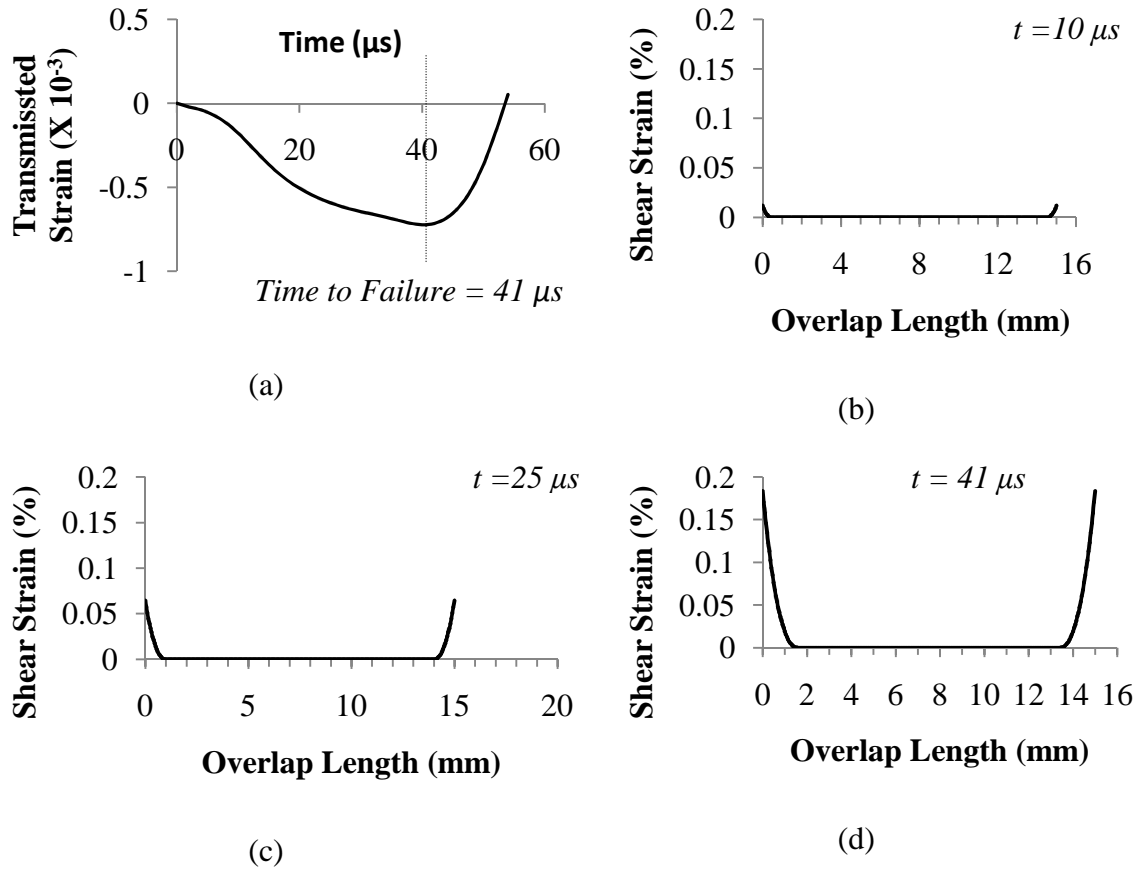 Transmissted
Strain (X 10⁻³)
0.5
0
-0.5
-1
Time (μs)
0
20
40
60
Time to Failure = 41 μs
(a)
Shear Strain (%)
0.2
0.15
0.1
0.05
0
t =10 μs
0
4
8
12
16
Overlap Length (mm)
(b)
Shear Strain (%)
0.2
0.15
0.1
0.05
0
t =25 μs
0
5
10
15
20
Overlap Length (mm)
(c)
Shear Strain (%)
0.2
0.15
0.1
0.05
0
t = 41 μs
0
2
4
6
8
10
12
14
16
Overlap Length (mm)
(d)